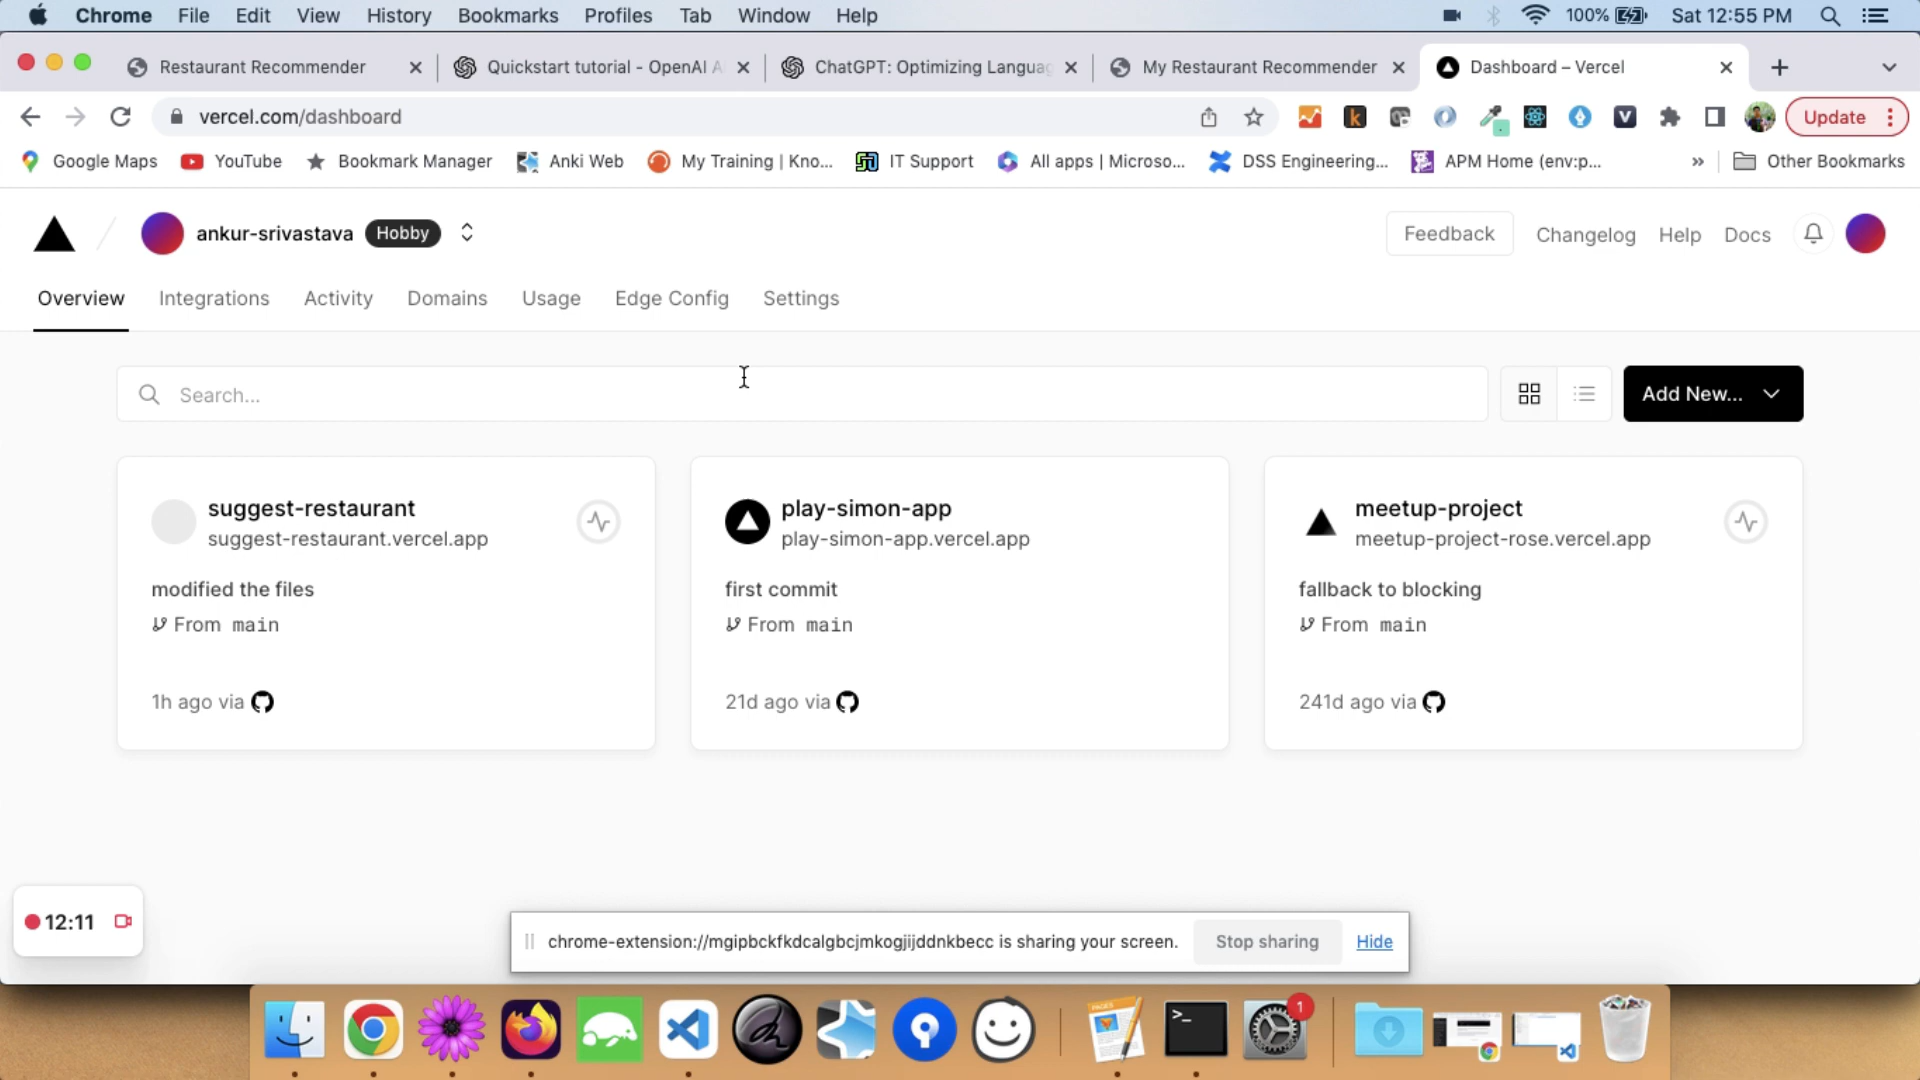 Chrome File Edit View History Bookmarks Profiles Tab Window Help 100% Sat 12:55 PM
Restaurant Recommender Quickstart tutorial - OpenAI A ChatGPT: Optimizing Languag My Restaurant Recommender Dashboard – Vercel
vercel.com/dashboard Update
Google Maps YouTube Bookmark Manager Anki Web My Training | Kno... IT Support All apps | Microso... DSS Engineering... APM Home (env:p... » Other Bookmarks
ankur-srivastava Hobby Feedback Changelog Help Docs
Overview Integrations Activity Domains Usage Edge Config Settings
Search... Add New...
suggest-restaurant
suggest-restaurant.vercel.app
modified the files
From main
1h ago via
play-simon-app
play-simon-app.vercel.app
first commit
From main
21d ago via
meetup-project
meetup-project-rose.vercel.app
fallback to blocking
From main
241d ago via
12:11
chrome-extension://mgipbckfkdcalgbcjmkogjijddnkbecc is sharing your screen. Stop sharing Hide
PAGES
>_
1